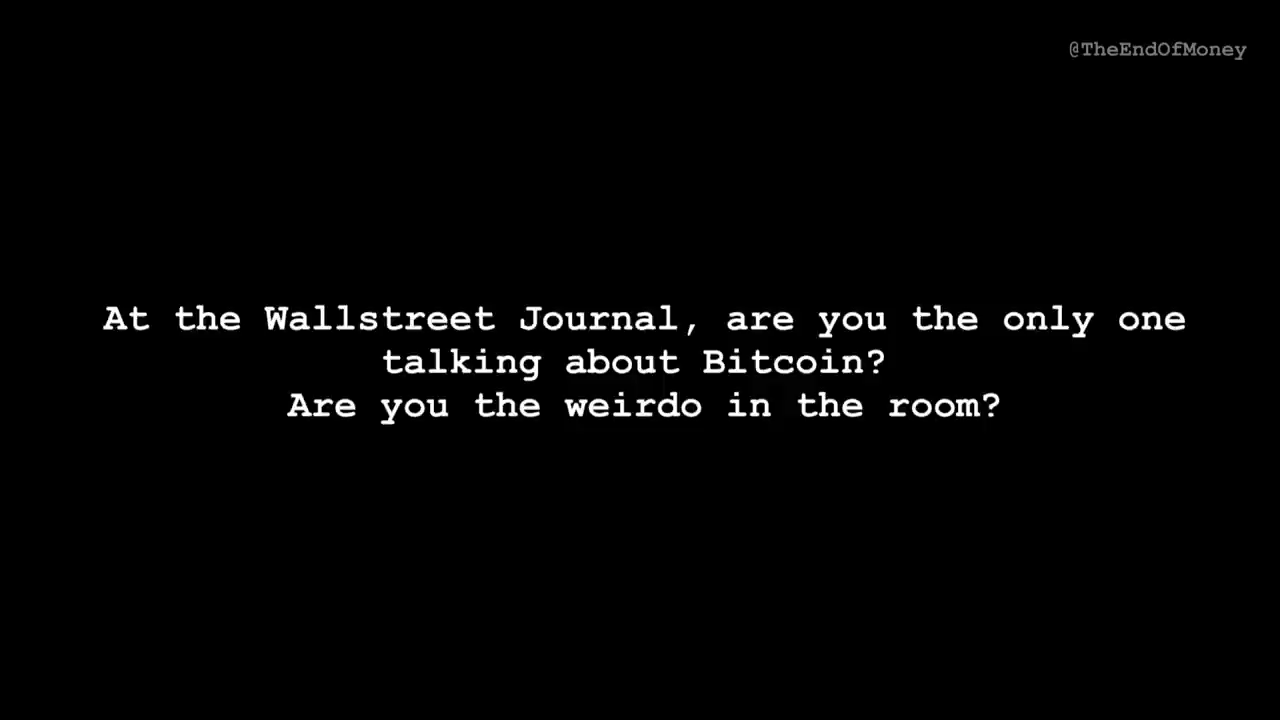 @TheEndOfMoney
At the Wallstreet Journal, are you the only one
talking about Bitcoin?
Are you the weirdo in the room?